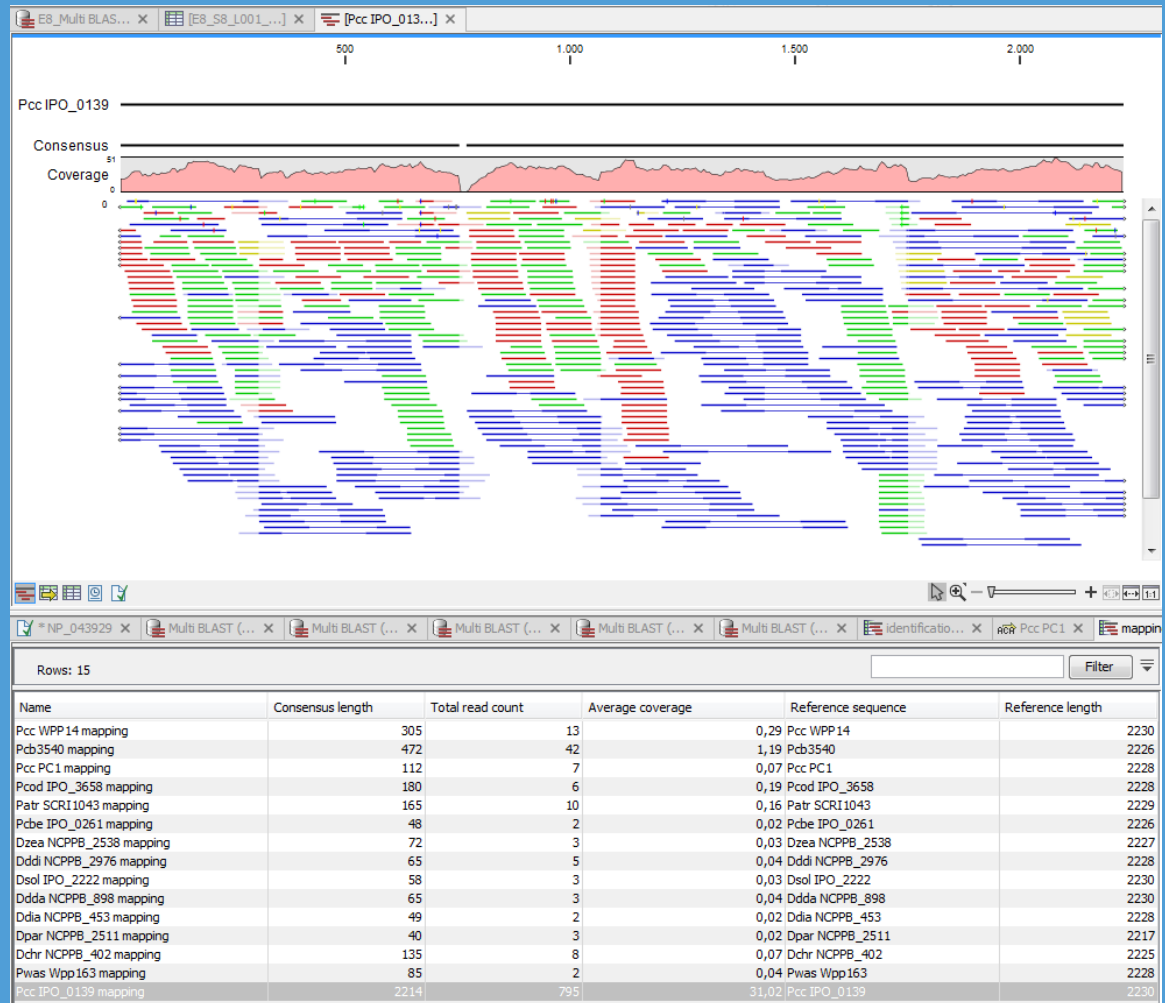 E8_Multi BLAS... [E8_S8_L001_...] [Pcc IPO_013...]
500 1.000 1.500 2.000
Pcc IPO_0139
Consensus
51
Coverage
0
0
1:1
* NP_043929 Multi BLAST (... Multi BLAST (... Multi BLAST (... Multi BLAST (... Multi BLAST (... identificatio... ACA Pcc PC1 mappin
Rows: 15 Filter
Name Consensus length Total read count Average coverage Reference sequence Reference length
Pcc WPP14 mapping 305 13 0,29 Pcc WPP14 2230
Pcb3540 mapping 472 42 1,19 Pcb3540 2226
Pcc PC1 mapping 112 7 0,07 Pcc PC1 2228
Pcod IPO_3658 mapping 180 6 0,19 Pcod IPO_3658 2228
Patr SCRI1043 mapping 165 10 0,16 Patr SCRI1043 2229
Pcbe IPO_0261 mapping 48 2 0,02 Pcbe IPO_0261 2226
Dzea NCPPB_2538 mapping 72 3 0,03 Dzea NCPPB_2538 2227
Dddi NCPPB_2976 mapping 65 5 0,04 Dddi NCPPB_2976 2228
Dsol IPO_2222 mapping 58 3 0,03 Dsol IPO_2222 2230
Ddda NCPPB_898 mapping 65 3 0,04 Ddda NCPPB_898 2230
Ddia NCPPB_453 mapping 49 2 0,02 Ddia NCPPB_453 2228
Dpar NCPPB_2511 mapping 40 3 0,02 Dpar NCPPB_2511 2217
Dchr NCPPB_402 mapping 135 8 0,07 Dchr NCPPB_402 2225
Pwas Wpp163 mapping 85 2 0,04 Pwas Wpp163 2228
Pcc IPO_0139 mapping 2214 795 31,02 Pcc IPO_0139 2230